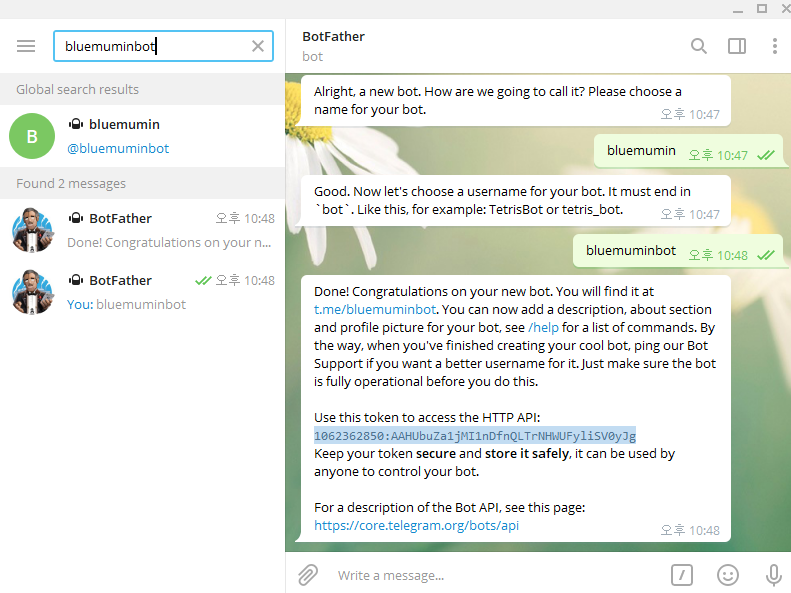 bluemuminbot
Global search results
B
bluemumin
@bluemuminbot
Found 2 messages
BotFather 오후 10:48
Done! Congratulations on your n...
BotFather 오후 10:48
You: bluemuminbot
BotFather
bot
Alright, a new bot. How are we going to call it? Please choose a
name for your bot.
오후 10:47
bluemumin 오후 10:47
Good. Now let's choose a username for your bot. It must end in
`bot`. Like this, for example: TetrisBot or tetris_bot.
오후 10:47
bluemuminbot 오후 10:48
Done! Congratulations on your new bot. You will find it at
t.me/bluemuminbot. You can now add a description, about section
and profile picture for your bot, see /help for a list of commands. By
the way, when you've finished creating your cool bot, ping our Bot
Support if you want a better username for it. Just make sure the bot
is fully operational before you do this.
Use this token to access the HTTP API:
1062362850:AAHUbuZa1jMI1nDfnQLTrNHWUFyliSV0yJg
Keep your token secure and store it safely, it can be used by
anyone to control your bot.
For a description of the Bot API, see this page:
https://core.telegram.org/bots/api
오후 10:48
Write a message...